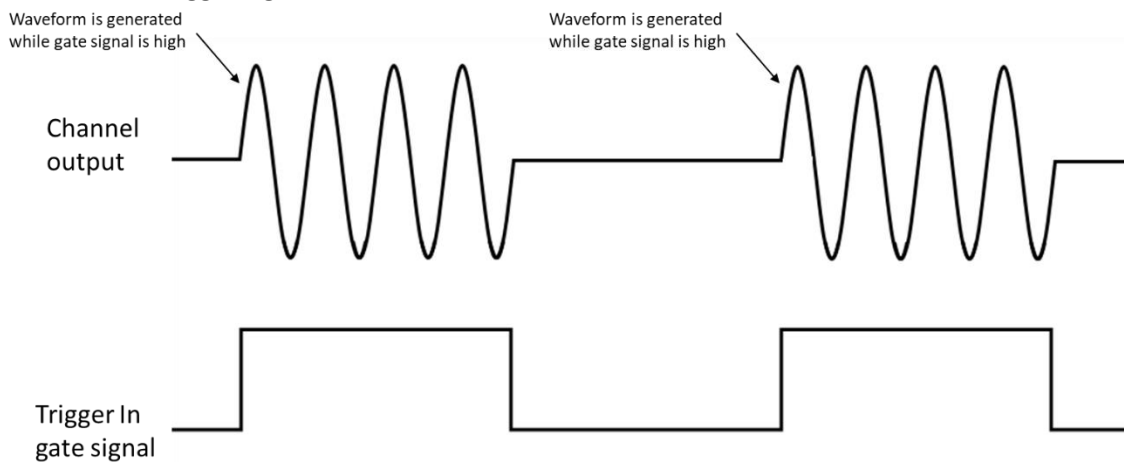 Waveform is generated
while gate signal is high
Waveform is generated
while gate signal is high
Channel
output
Trigger In
gate signal